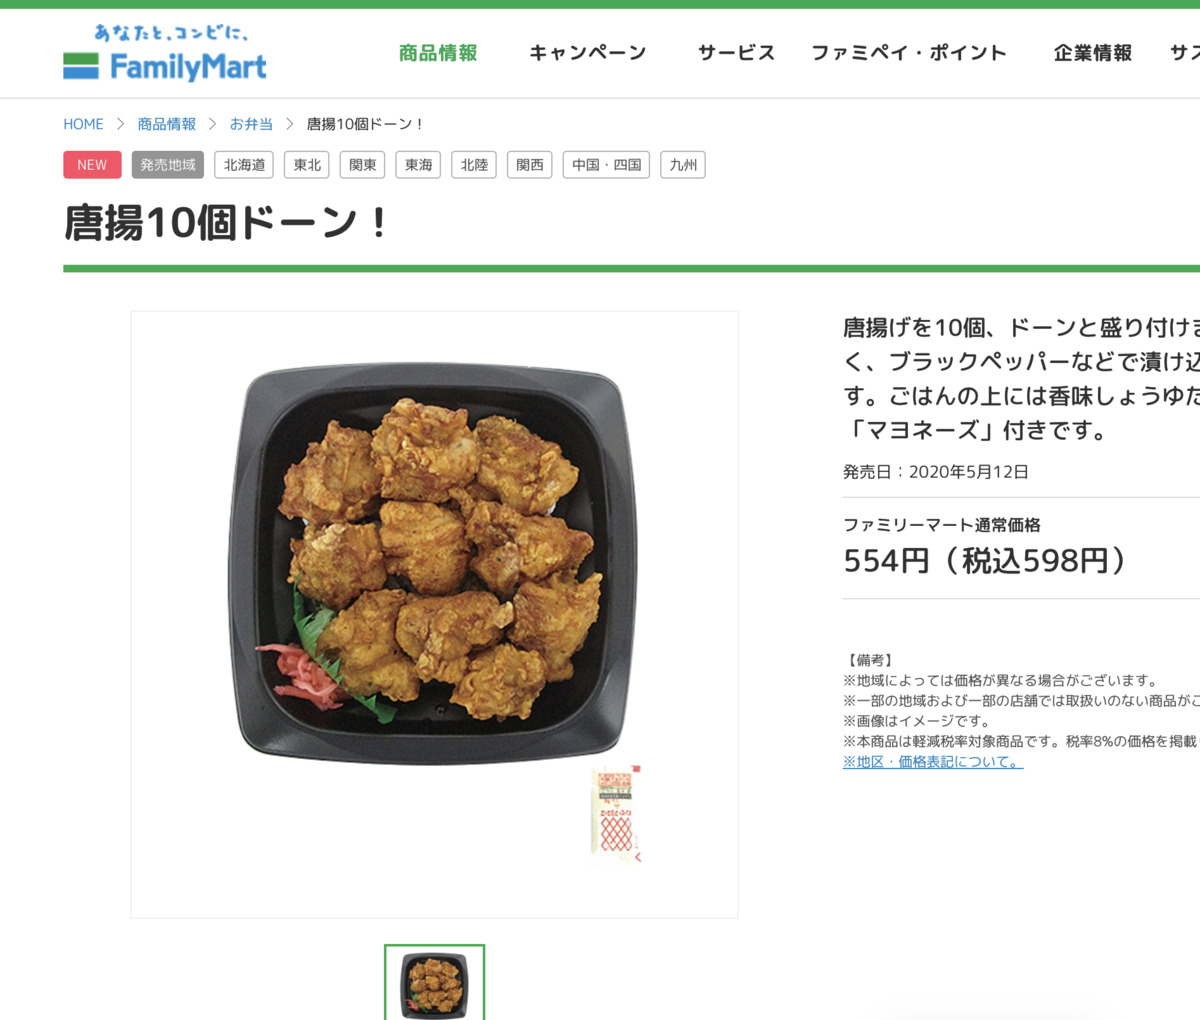 あなたと、コンビに、
FamilyMart
商品情報 キャンペーン サービス ファミペイ・ポイント 企業情報 サス
HOME > 商品情報 > お弁当 > 唐揚10個ドーン！
NEW 発売地域 北海道 東北 関東 東海 北陸 関西 中国・四国 九州
唐揚10個ドーン！
唐揚げを10個、ドーンと盛り付けま
く、ブラックペッパーなどで漬け込
す。ごはんの上には香味しょうゆた
「マヨネーズ」付きです。
発売日：2020年5月12日
ファミリーマート通常価格
554円（税込598円）
【備考】
※地域によっては価格が異なる場合がございます。
※一部の地域および一部の店舗では取扱いのない商品がご
※画像はイメージです。
※本商品は軽減税率対象商品です。税率8%の価格を掲載
※地区・価格表記について。